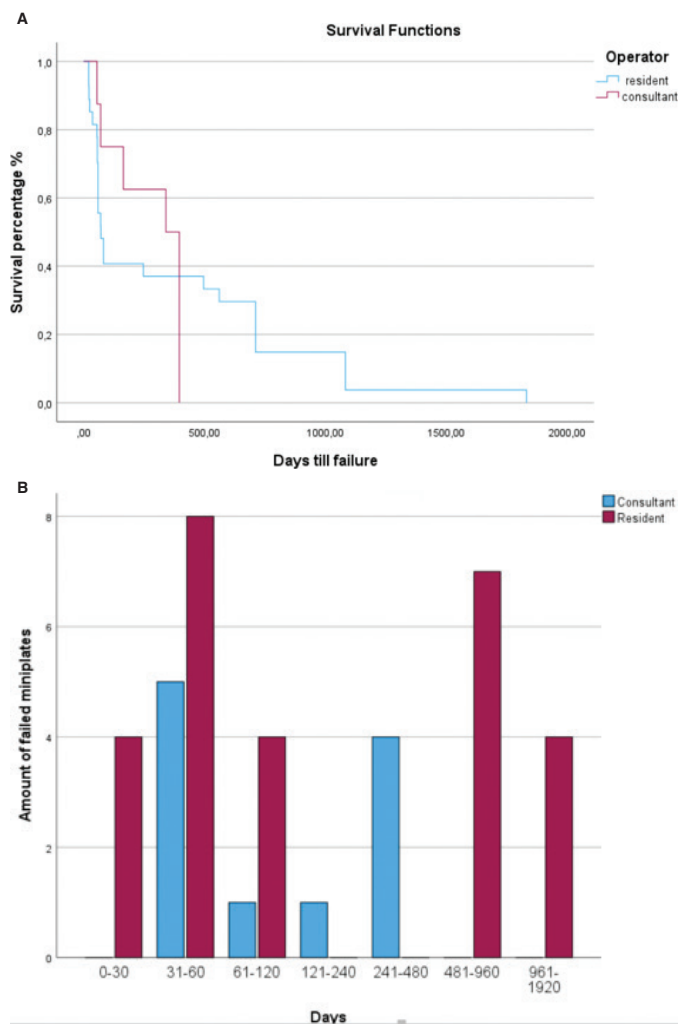 A
Survival Functions
Operator
resident
consultant
Survival percentage %
1,0
0,8
0,6
0,4
0,2
0,0
,00
500,00
1000,00
1500,00
2000,00
Days till failure
B
Consultant
Resident
Amount of failed miniplates
8
6
4
2
0
0-30
31-60
61-120
121-240
241-480
481-960
961-
1920
Days